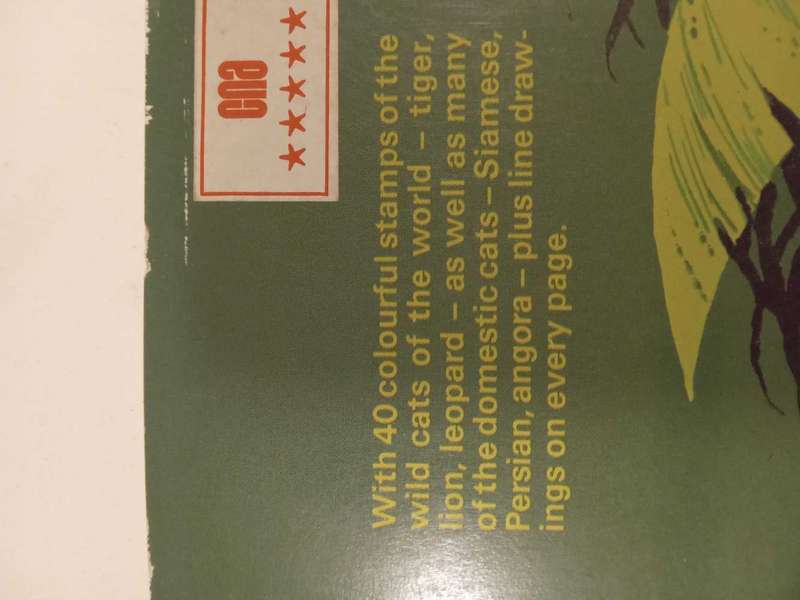 With 40 colourful stamps of the
wild cats of the world – tiger,
lion, leopard – as well as many
of the domestic cats – Siamese,
Persian, angora – plus line draw-
ings on every page.